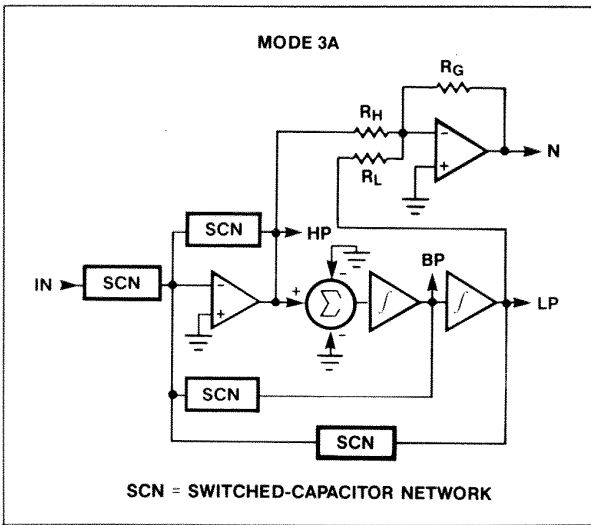 MODE 3A
RG
RH
RL
N
SCN
HP
BP
IN
SCN
Σ
∫
∫
LP
SCN
SCN
SCN = SWITCHED-CAPACITOR NETWORK